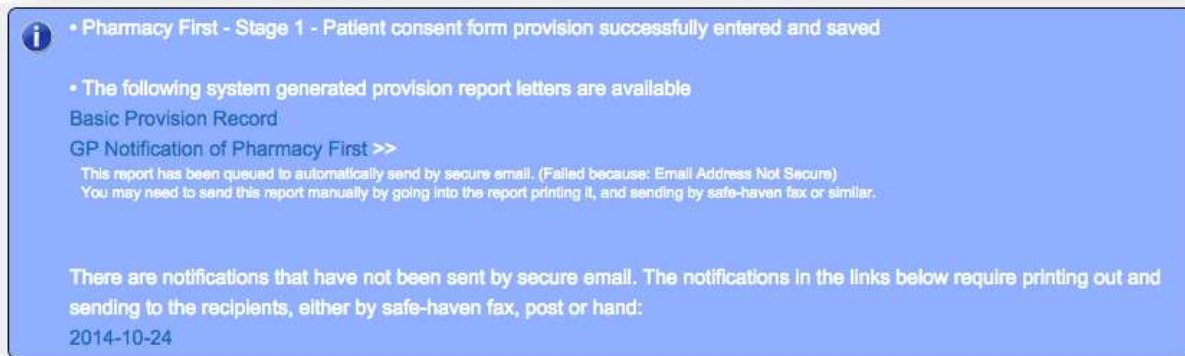 • Pharmacy First - Stage 1 - Patient consent form provision successfully entered and saved
• The following system generated provision report letters are available
Basic Provision Record
GP Notification of Pharmacy First >>
This report has been queued to automatically send by secure email. (Failed because: Email Address Not Secure)
You may need to send this report manually by going into the report printing it, and sending by safe-haven fax or similar.
There are notifications that have not been sent by secure email. The notifications in the links below require printing out and
sending to the recipients, either by safe-haven fax, post or hand:
2014-10-24